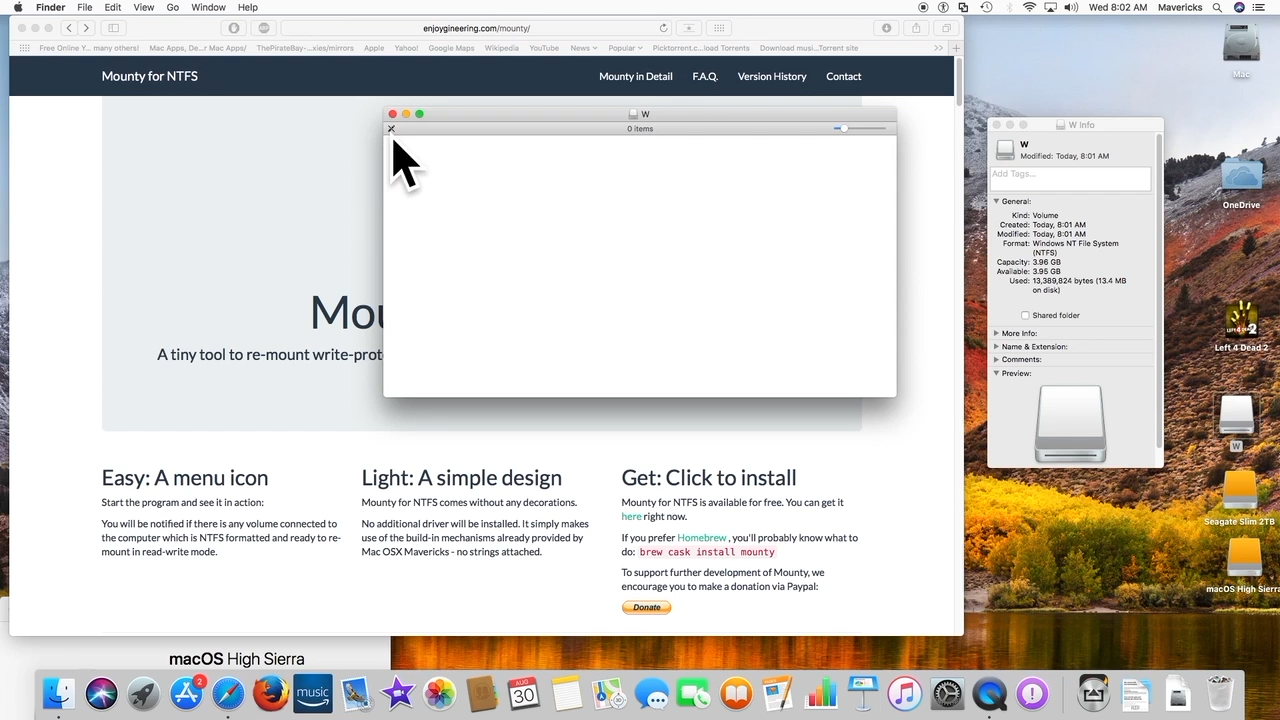 Finder File Edit View Go Window Help
Wed 8:02 AM Mavericks
enjoygineering.com/mounty/
Free Online Y... many others! Mac Apps, De...r Mac Apps/ ThePirateBay-...xies/mirrors Apple Yahoo! Google Maps Wikipedia YouTube News Popular Picktorrent.c...load Torrents Download musi...Torrent site >>
Mounty for NTFS
Mounty in Detail F.A.Q. Version History Contact
W
0 items
Mou
A tiny tool to re-mount write-prote
Easy: A menu icon
Start the program and see it in action:
You will be notified if there is any volume connected to
the computer which is NTFS formatted and ready to re-
mount in read-write mode.
Light: A simple design
Mounty for NTFS comes without any decorations.
No additional driver will be installed. It simply makes
use of the build-in mechanisms already provided by
Mac OSX Mavericks - no strings attached.
Get: Click to install
Mounty for NTFS is available for free. You can get it
here right now.
If you prefer Homebrew , you'll probably know what to
do: brew cask install mounty
To support further development of Mounty, we
encourage you to make a donation via Paypal:
Donate
W Info
W
Modified: Today, 8:01 AM
Add Tags...
General:
Kind: Volume
Created: Today, 8:01 AM
Modified: Today, 8:01 AM
Format: Windows NT File System
(NTFS)
Capacity: 3.96 GB
Available: 3.95 GB
Used: 13,389,824 bytes (13.4 MB
on disk)
Shared folder
More Info:
Name & Extension:
Comments:
Preview:
Mac
OneDrive
LEFT 4 DEAD 2
Left 4 Dead 2
W
Seagate Slim 2TB
macOS High Sierra
macOS High Sierra
2
music
AUG
30